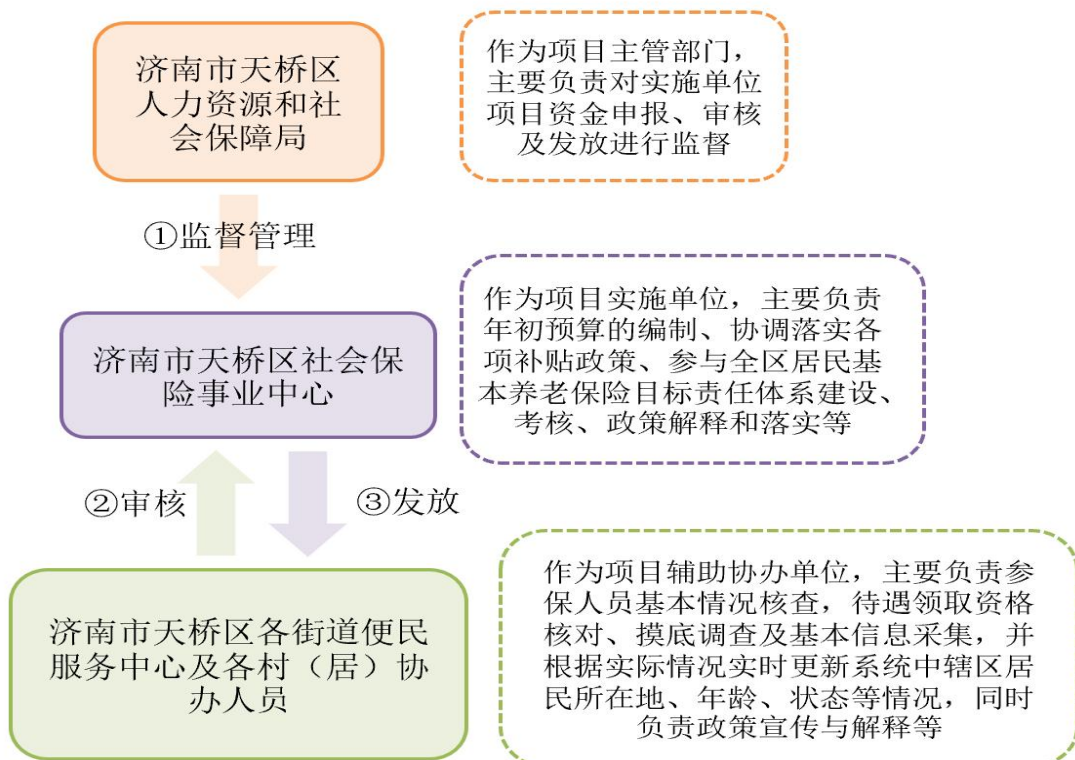 济南市天桥区
人力资源和社
会保障局
作为项目主管部门，
主要负责对实施单位
项目资金申报、审核
及发放进行监督
①监督管理
济南市天桥区社会保
险事业中心
作为项目实施单位，主要负责
年初预算的编制、协调落实各
项补贴政策、参与全区居民基
本养老保险目标责任体系建设、
考核、政策解释和落实等
②审核
③发放
济南市天桥区各街道便民
服务中心及各村（居）协
办人员
作为项目辅助协办单位，主要负责参
保人员基本情况核查，待遇领取资格
核对、摸底调查及基本信息采集，并
根据实际情况实时更新系统中辖区居
民所在地、年龄、状态等情况，同时
负责政策宣传与解释等